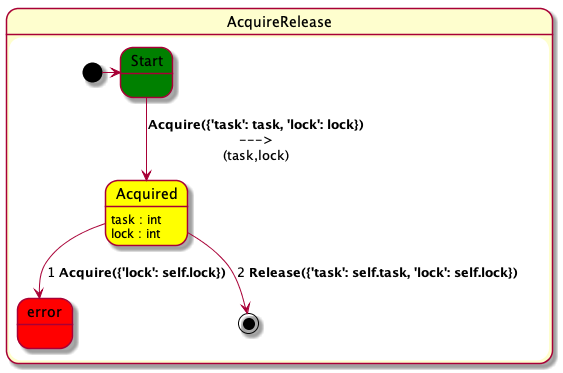 AcquireRelease
Start
Acquire({'task': task, 'lock': lock})
--->
(task,lock)
Acquired
task : int
lock : int
1 Acquire({'lock': self.lock})
2 Release({'task': self.task, 'lock': self.lock})
error